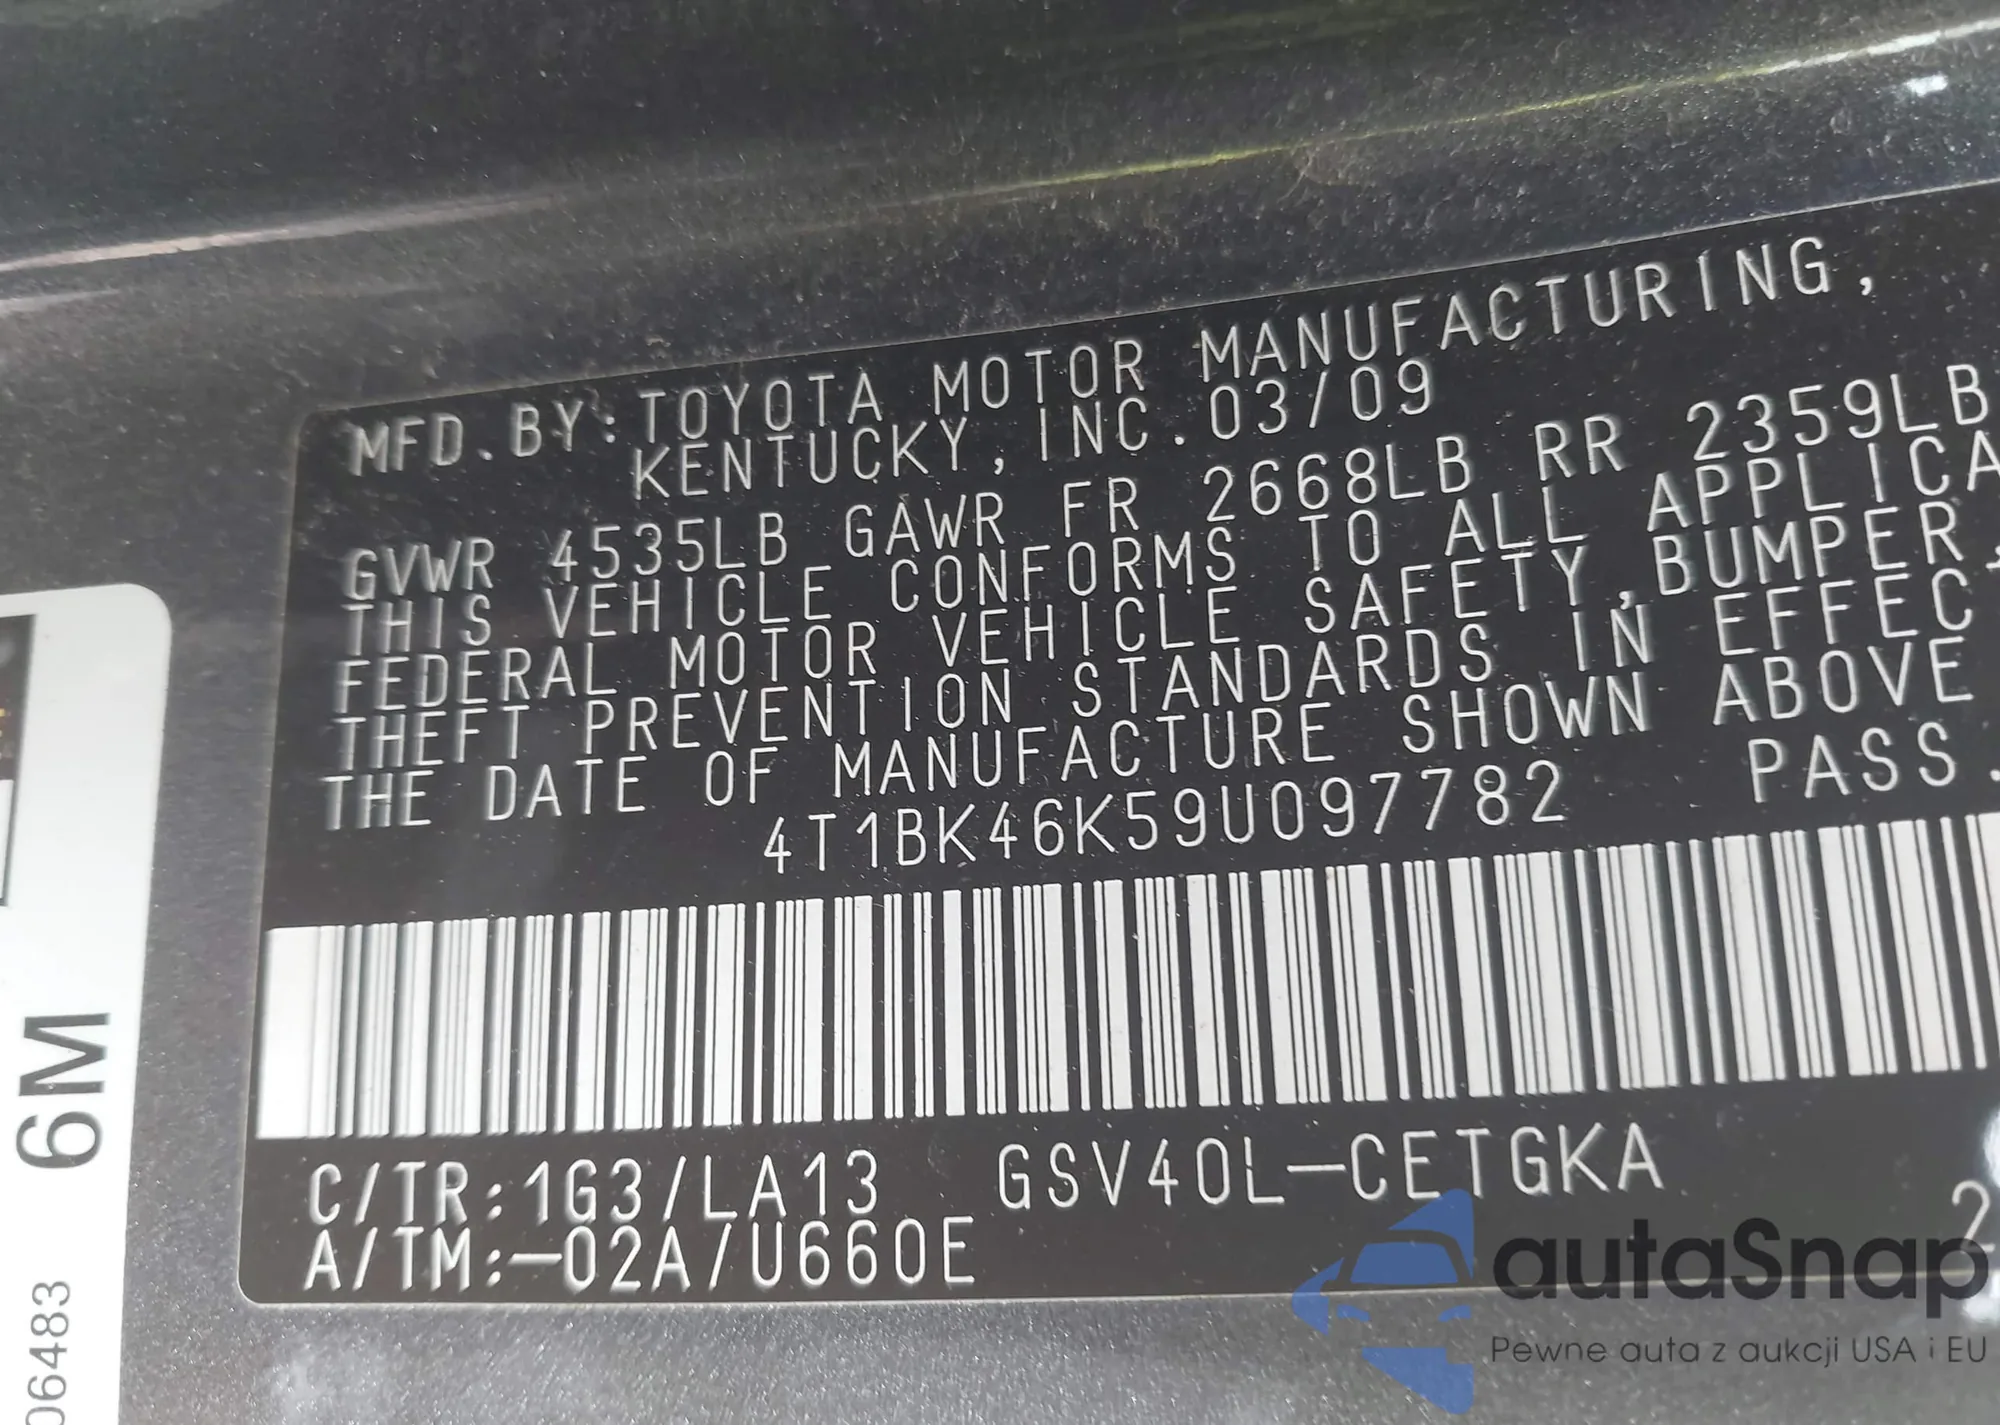 MFD.BY:TOYOTA MOTOR MANUFACTURING,
KENTUCKY,INC.03/09
GVWR 4535LB GAWR FR 2668LB RR 2359LB
THIS VEHICLE CONFORMS TO ALL APPLICA
FEDERAL MOTOR VEHICLE SAFETY,BUMPER,
THEFT PREVENTION STANDARDS IN EFFEC
THE DATE OF MANUFACTURE SHOWN ABOVE
4T1BK46K59U097782 PASS.
C/TR:1G3/LA13 GSV40L-CETGKA
A/TM:-02A/U660E
2
6M
06483
autaSnap
Pewne auta z aukcji USA i EU